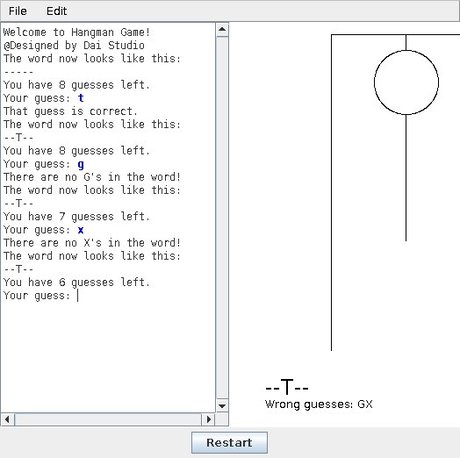 File Edit
Welcome to Hangman Game!
@Designed by Dai Studio
The word now looks like this:
-----
You have 8 guesses left.
Your guess: t
That guess is correct.
The word now looks like this:
--T--
You have 8 guesses left.
Your guess: g
There are no G's in the word!
The word now looks like this:
--T--
You have 7 guesses left.
Your guess: x
There are no X's in the word!
The word now looks like this:
--T--
You have 6 guesses left.
Your guess:
--T--
Wrong guesses: GX
Restart